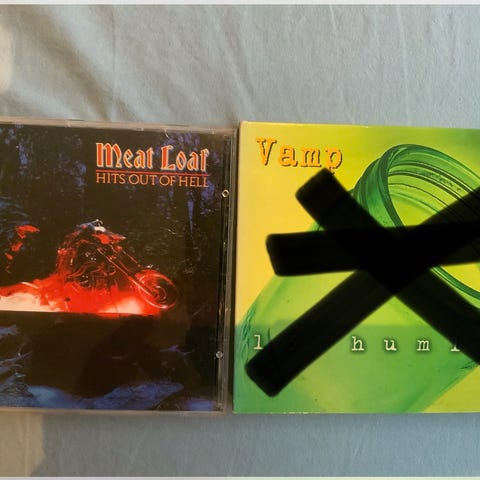 Meat Loaf
HITS OUT OF HELL
Vamp